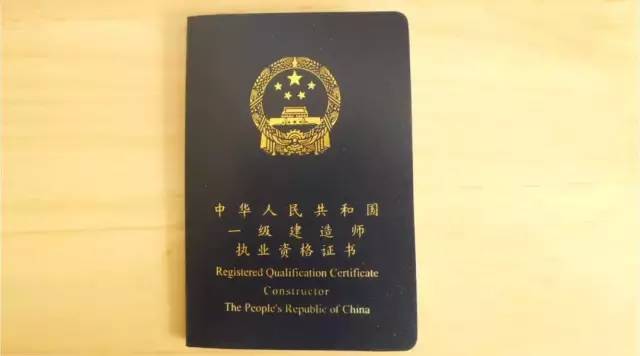 中华人民共和国
一级建造师
执业资格证书
Registered Qualification Certificate
Constructor
The People's Republic of China